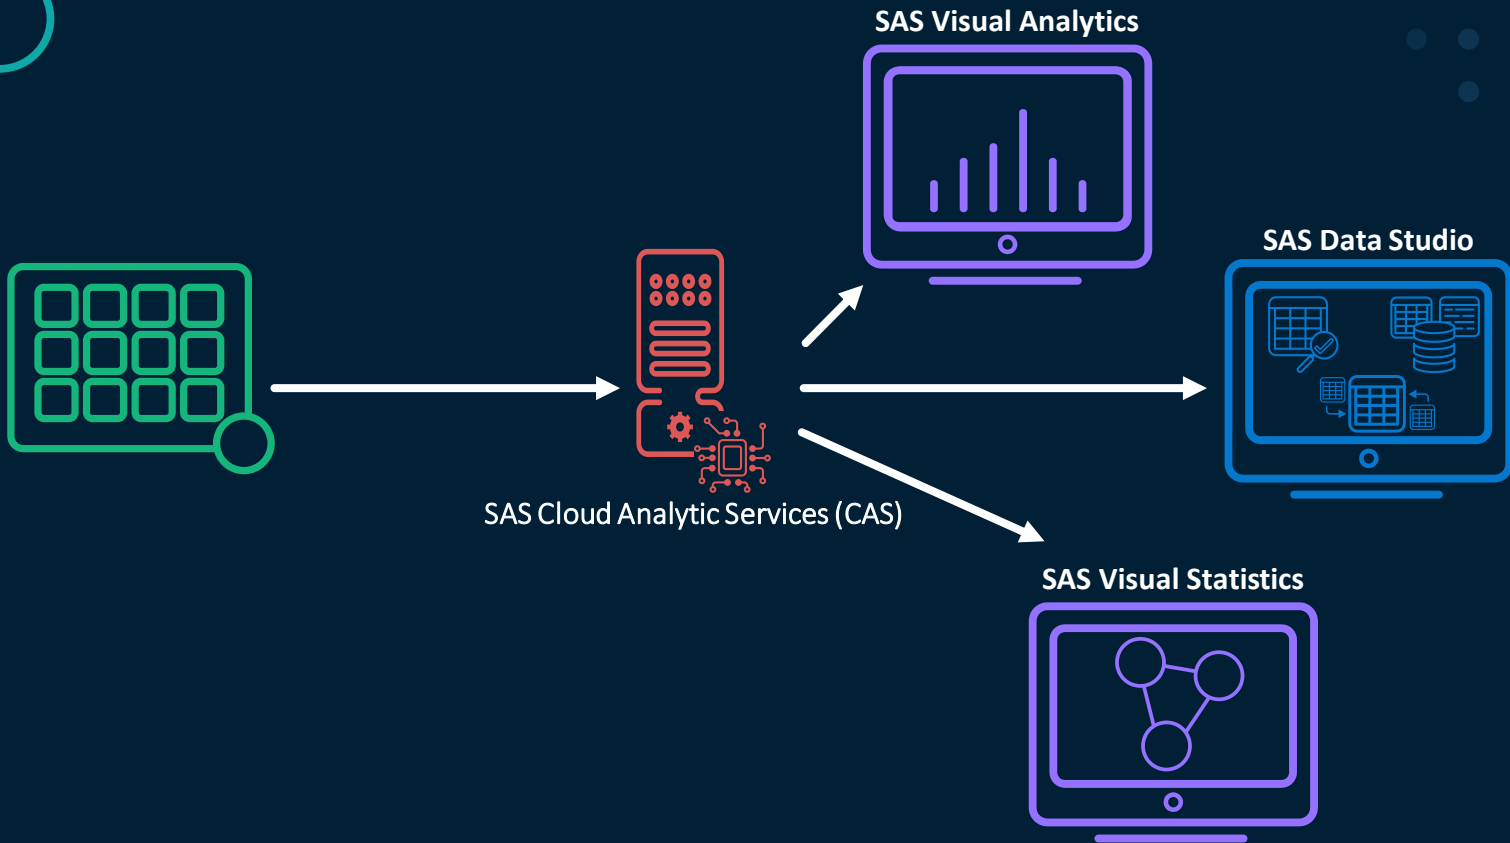 SAS Visual Analytics
SAS Data Studio
SAS Cloud Analytic Services (CAS)
SAS Visual Statistics